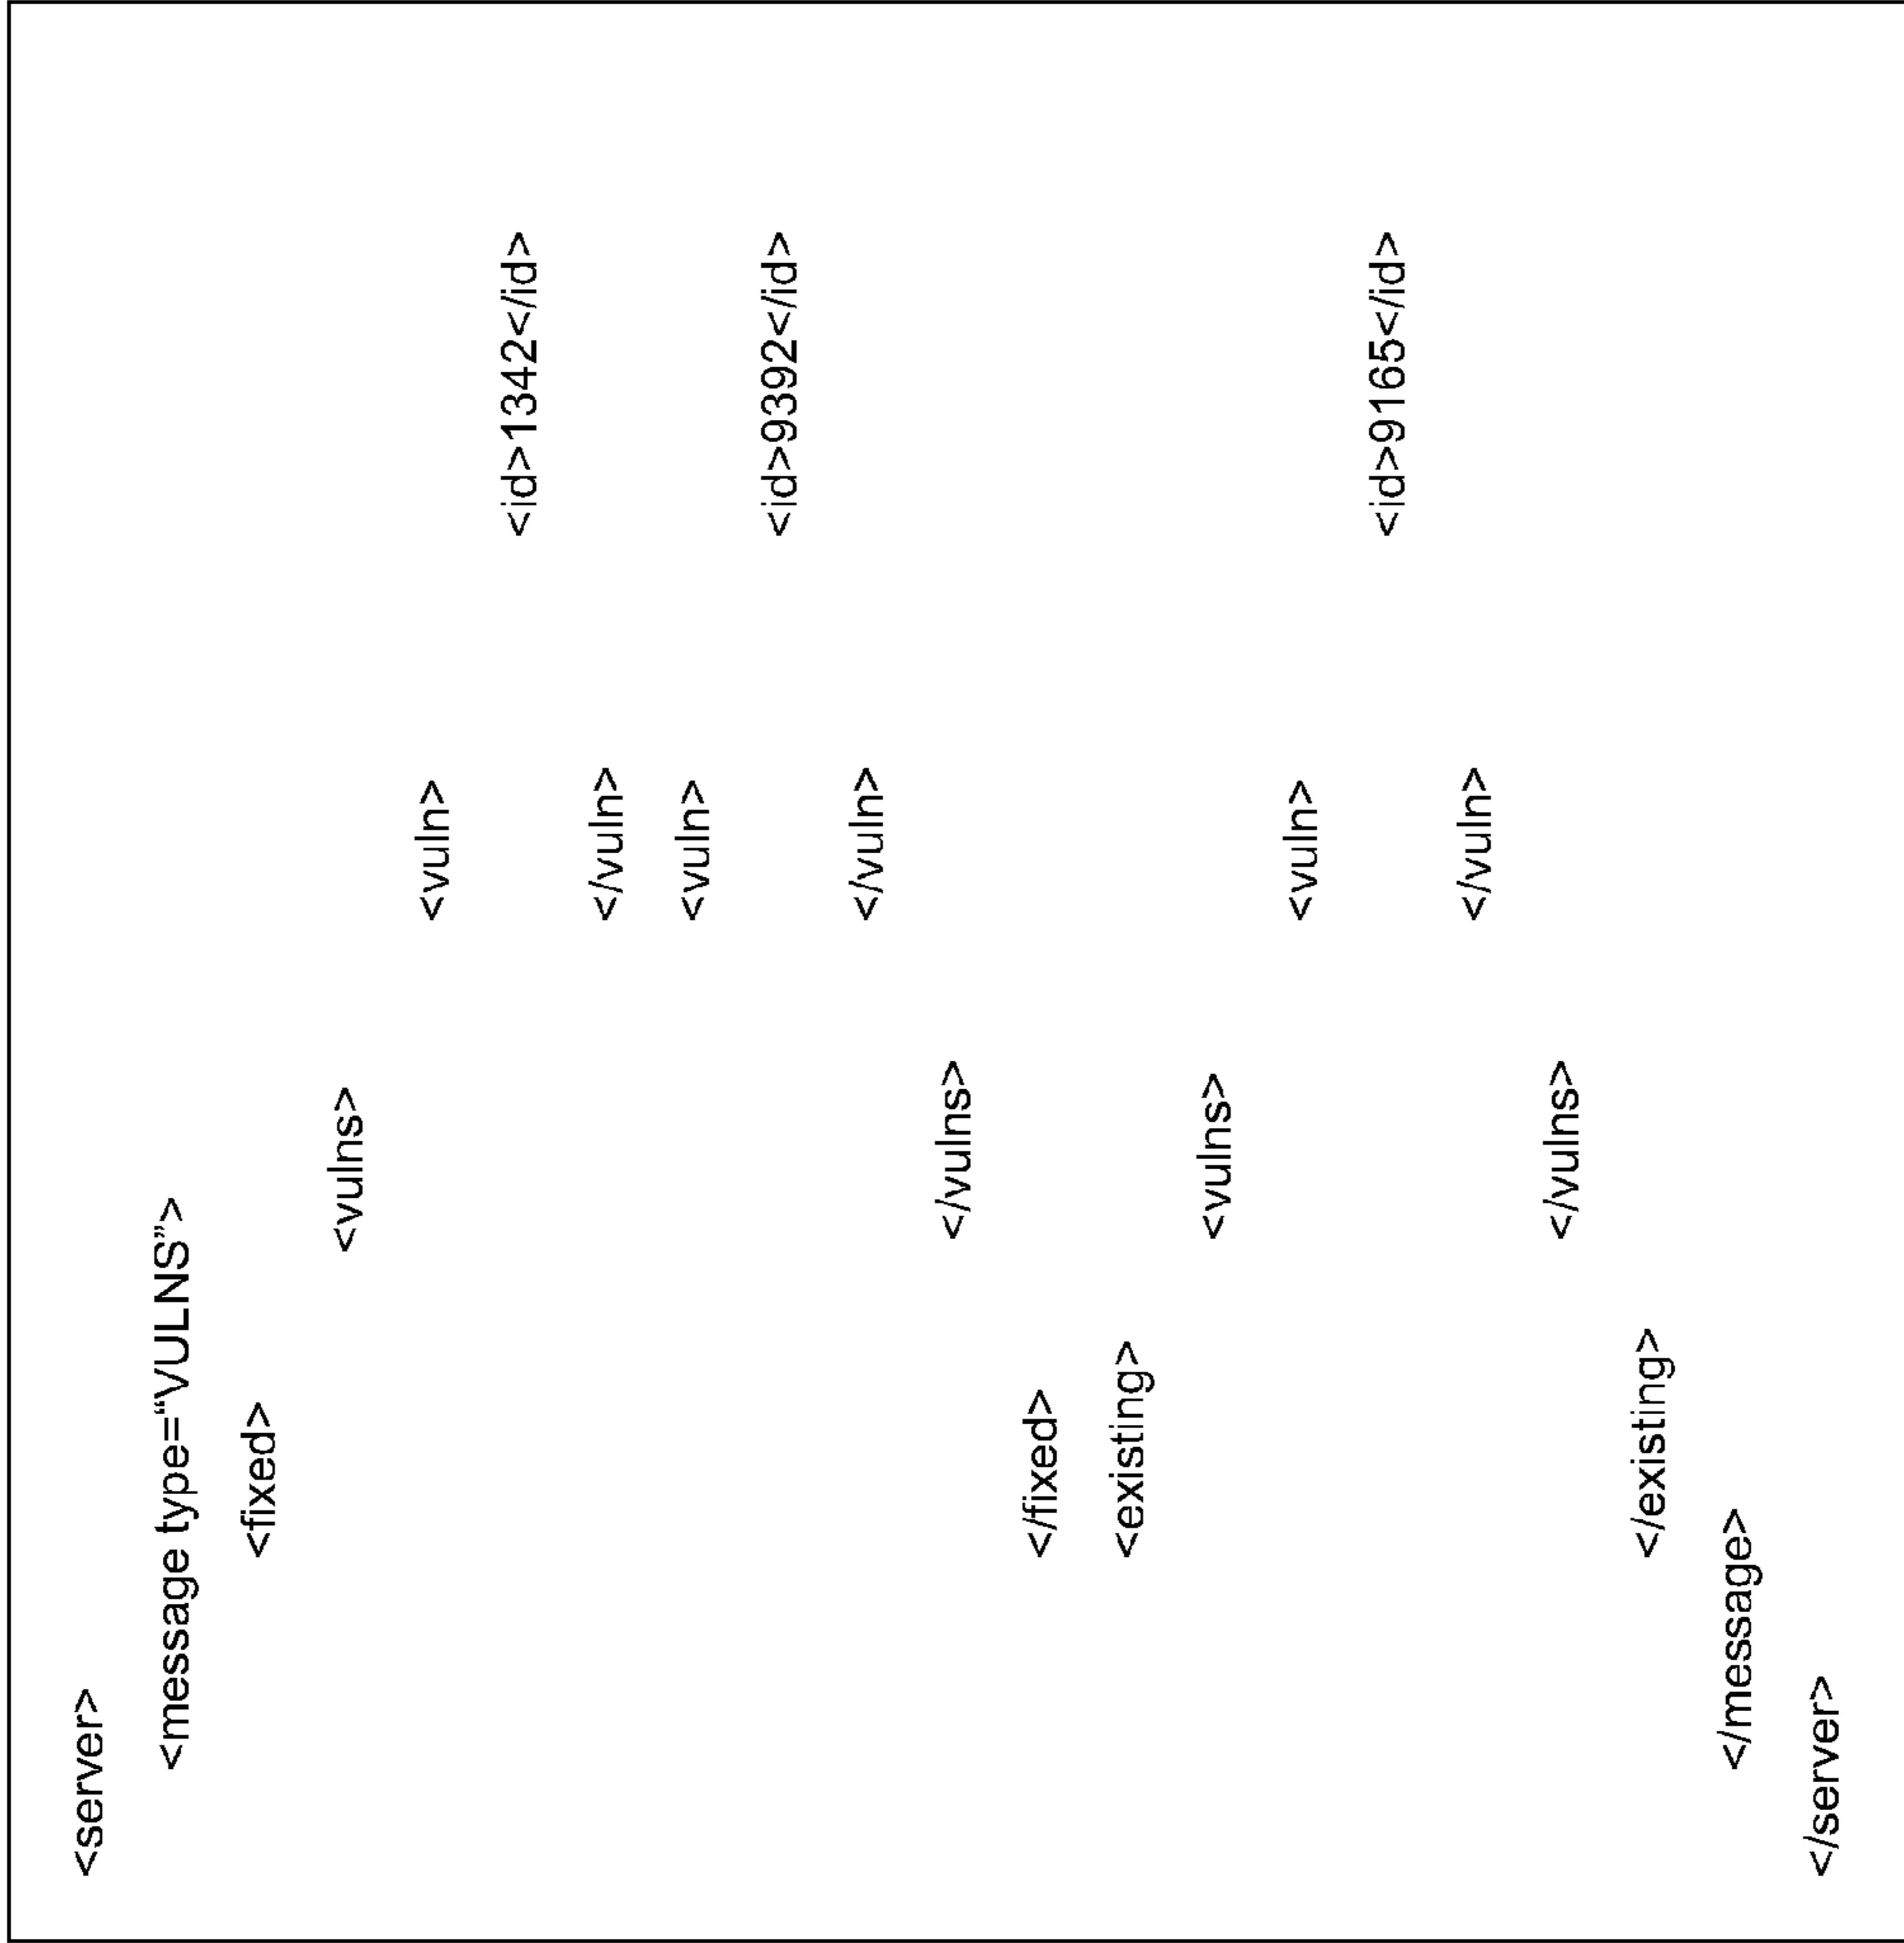 <server>
<message type=“VULNS”>
<fixed>
<vulns>
<vuln>
<id>1342</id>
</vuln>
<vuln>
<id>9392</id>
</vuln>
</vulns>
</fixed>
<existing>
<vulns>
<vuln>
<id>9165</id>
</vuln>
</vulns>
</existing>
</message>
</server>